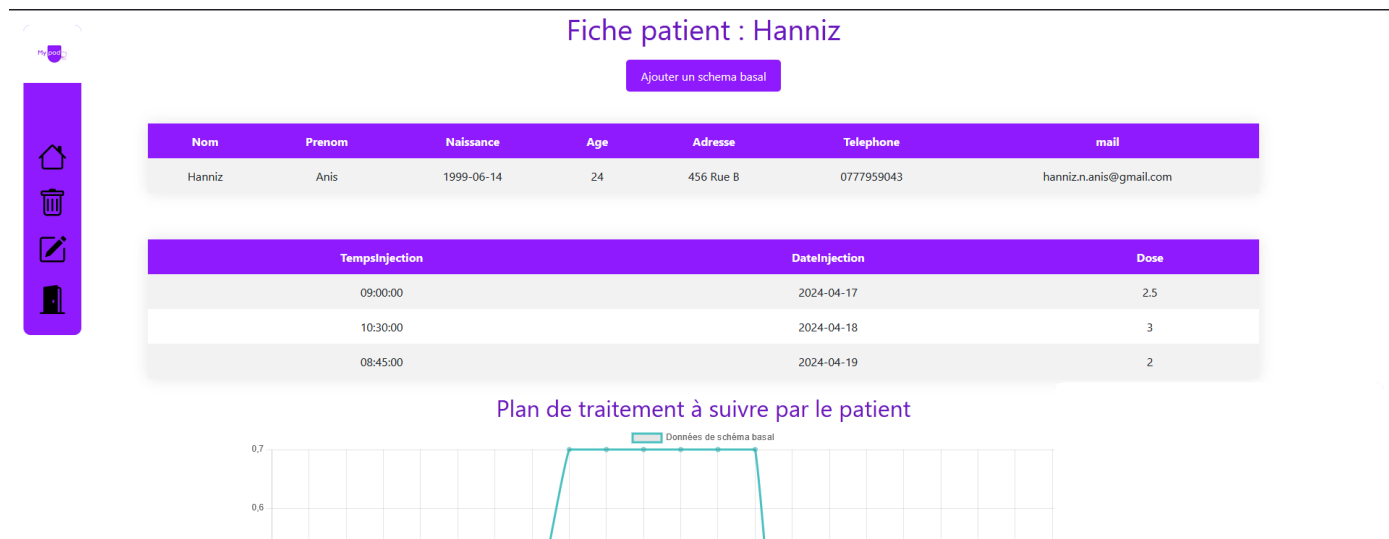 Fiche patient : Hanniz
My pod
Ajouter un schema basal
Nom Prenom Naissance Age Adresse Telephone mail
Hanniz Anis 1999-06-14 24 456 Rue B 0777959043 hanniz.n.anis@gmail.com
TempsInjection DateInjection Dose
09:00:00 2024-04-17 2.5
10:30:00 2024-04-18 3
08:45:00 2024-04-19 2
Plan de traitement à suivre par le patient
Données de schéma basal
0,7
0,6